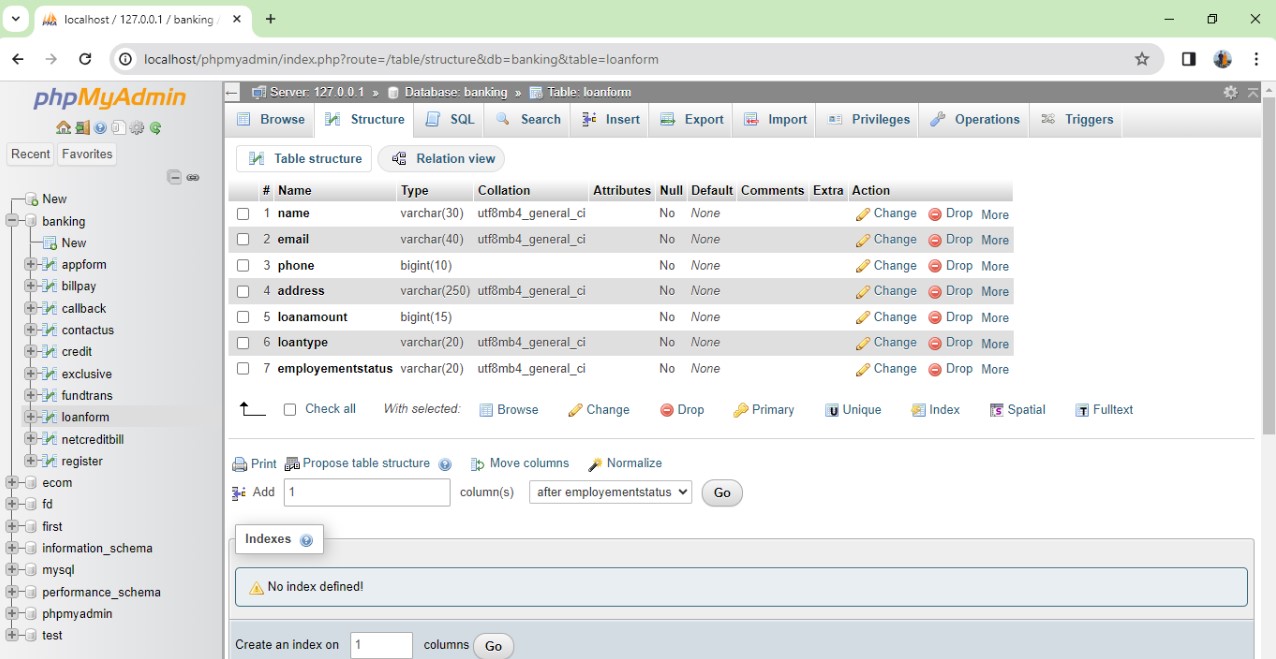 localhost / 127.0.0.1 / banking /
localhost/phpmyadmin/index.php?route=/table/structure&db=banking&table=loanform
phpMyAdmin
Recent Favorites
New
banking
New
appform
billpay
callback
contactus
credit
exclusive
fundtrans
loanform
netcreditbill
register
ecom
fd
first
information_schema
mysql
performance_schema
phpmyadmin
test
Server: 127.0.0.1 » Database: banking » Table: loanform
Browse Structure SQL Search Insert Export Import Privileges Operations Triggers
Table structure Relation view
# Name Type Collation Attributes Null Default Comments Extra Action
1 name varchar(30) utf8mb4_general_ci No None Change Drop More
2 email varchar(40) utf8mb4_general_ci No None Change Drop More
3 phone bigint(10) No None Change Drop More
4 address varchar(250) utf8mb4_general_ci No None Change Drop More
5 loanamount bigint(15) No None Change Drop More
6 loantype varchar(20) utf8mb4_general_ci No None Change Drop More
7 employementstatus varchar(20) utf8mb4_general_ci No None Change Drop More
Check all With selected: Browse Change Drop Primary Unique Index Spatial Fulltext
Print Propose table structure Move columns Normalize
Add 1 column(s) after employementstatus Go
Indexes
No index defined!
Create an index on 1 columns Go